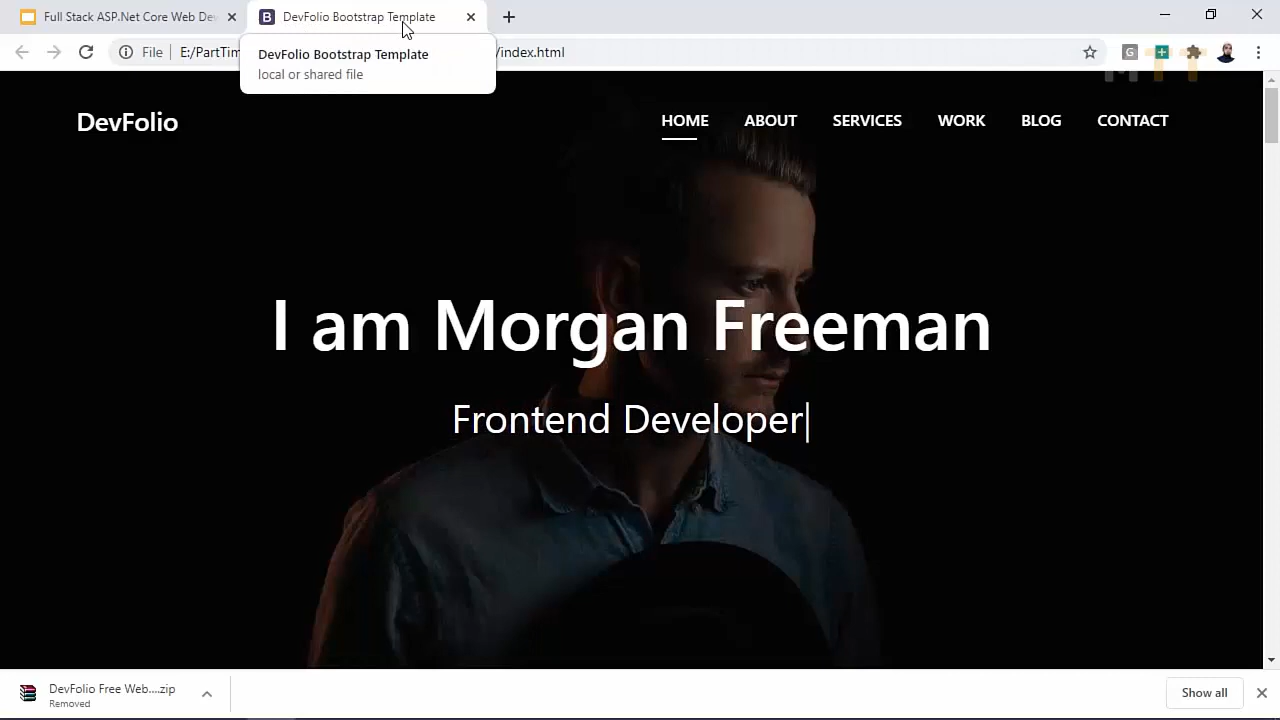 Full Stack ASP.Net Core Web De
DevFolio Bootstrap Template
File
E:/PartTim
/index.html
DevFolio Bootstrap Template
local or shared file
MTT
DevFolio
HOME
ABOUT
SERVICES
WORK
BLOG
CONTACT
I am Morgan Freeman
Frontend Developer
DevFolio Free Web....zip
Removed
Show all